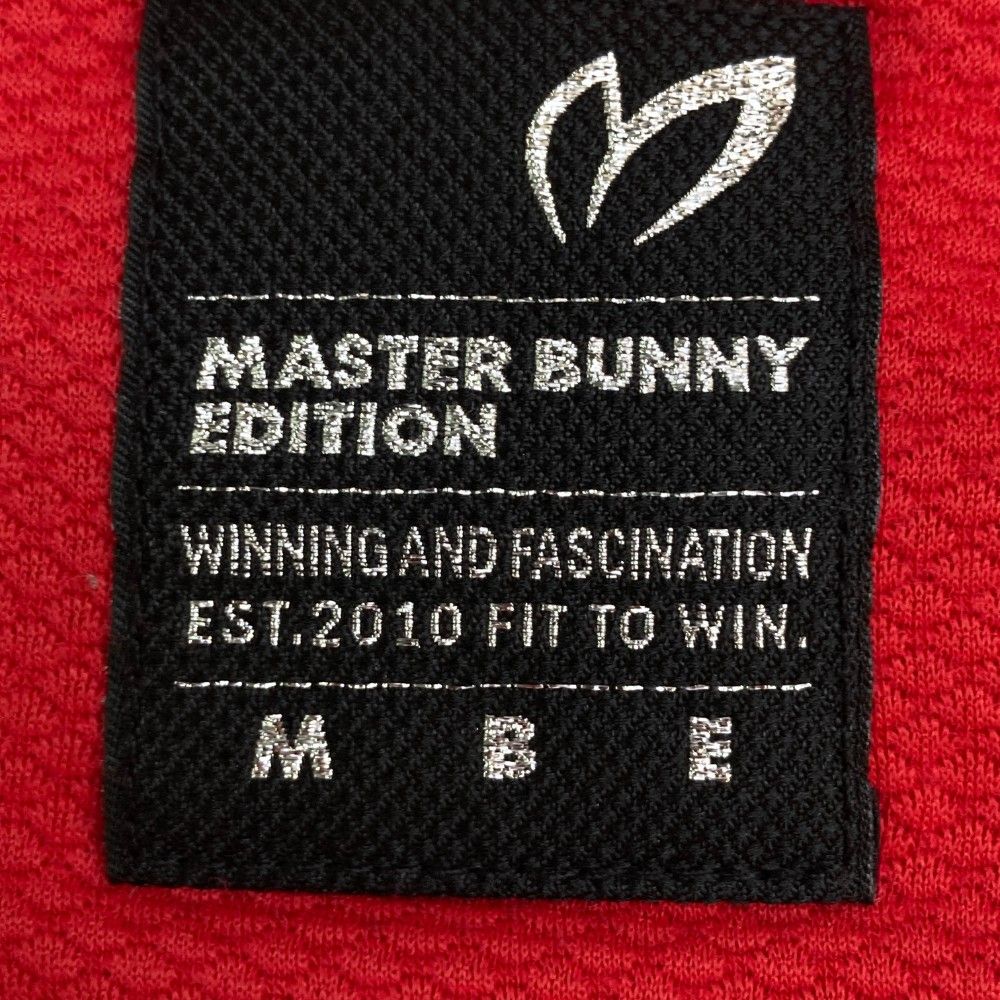 MASTER BUNNY
EDITION
WINNING AND FASCINATION
EST.2010 FIT TO WIN.
M B E